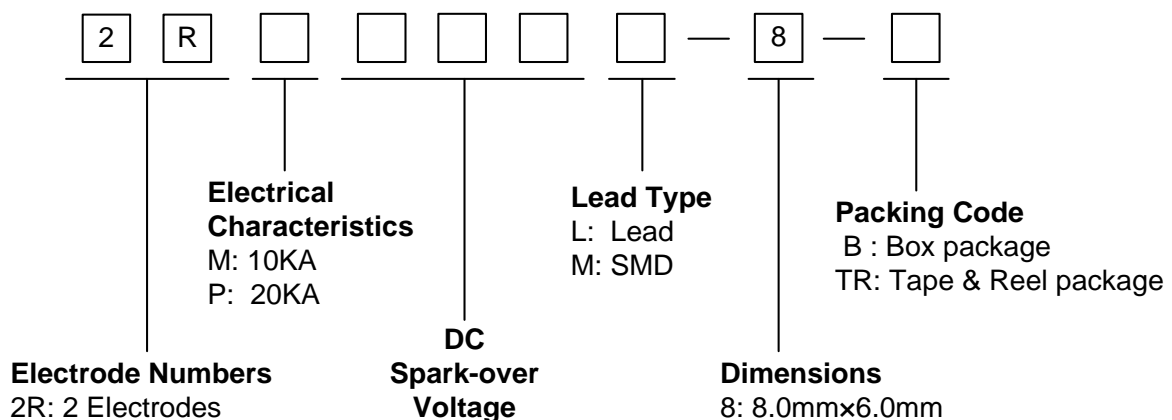 2 R — 8 —
Electrical
Characteristics
M: 10KA
P: 20KA
Lead Type
L: Lead
M: SMD
Packing Code
B : Box package
TR: Tape & Reel package
Electrode Numbers
2R: 2 Electrodes
DC
Spark-over
Voltage
Dimensions
8: 8.0mm×6.0mm